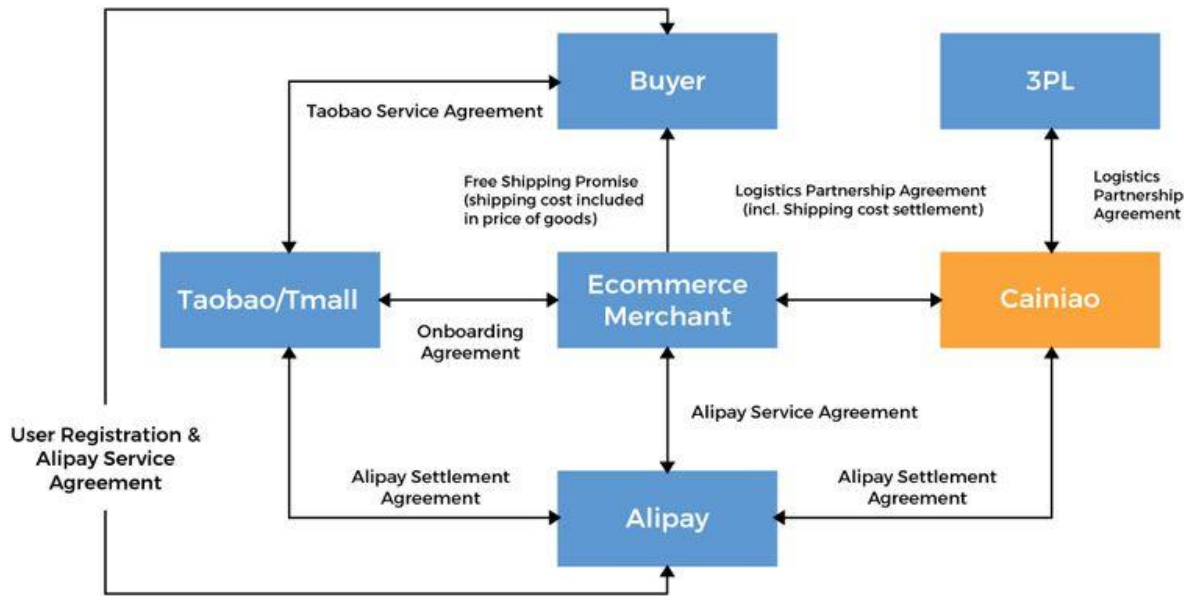 Buyer
3PL
Taobao Service Agreement
Free Shipping Promise
(shipping cost included
in price of goods)
Logistics Partnership Agreement
(incl. Shipping cost settlement)
Logistics
Partnership
Agreement
Taobao/Tmall
Ecommerce
Merchant
Cainiao
Onboarding
Agreement
Alipay Service Agreement
User Registration &
Alipay Service
Agreement
Alipay Settlement
Agreement
Alipay Settlement
Agreement
Alipay